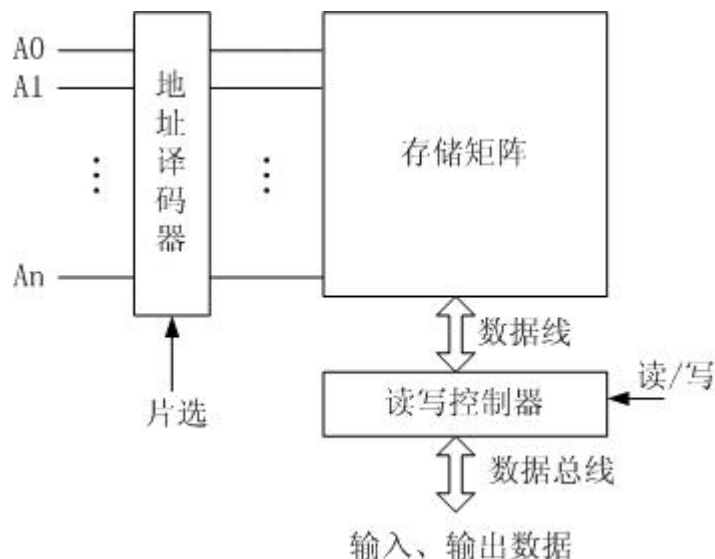 A0
A1
An
地址译码器
存储矩阵
片选
数据线
读写控制器
读/写
数据总线
输入、输出数据